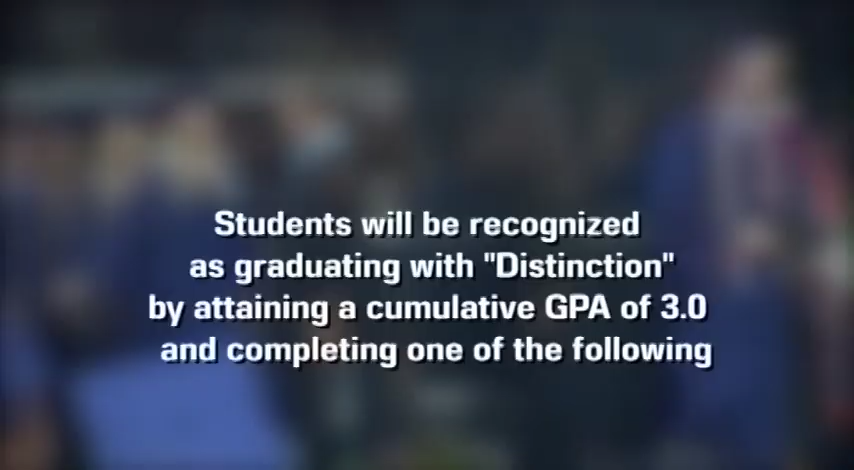 Students will be recognized
as graduating with "Distinction"
by attaining a cumulative GPA of 3.0
and completing one of the following